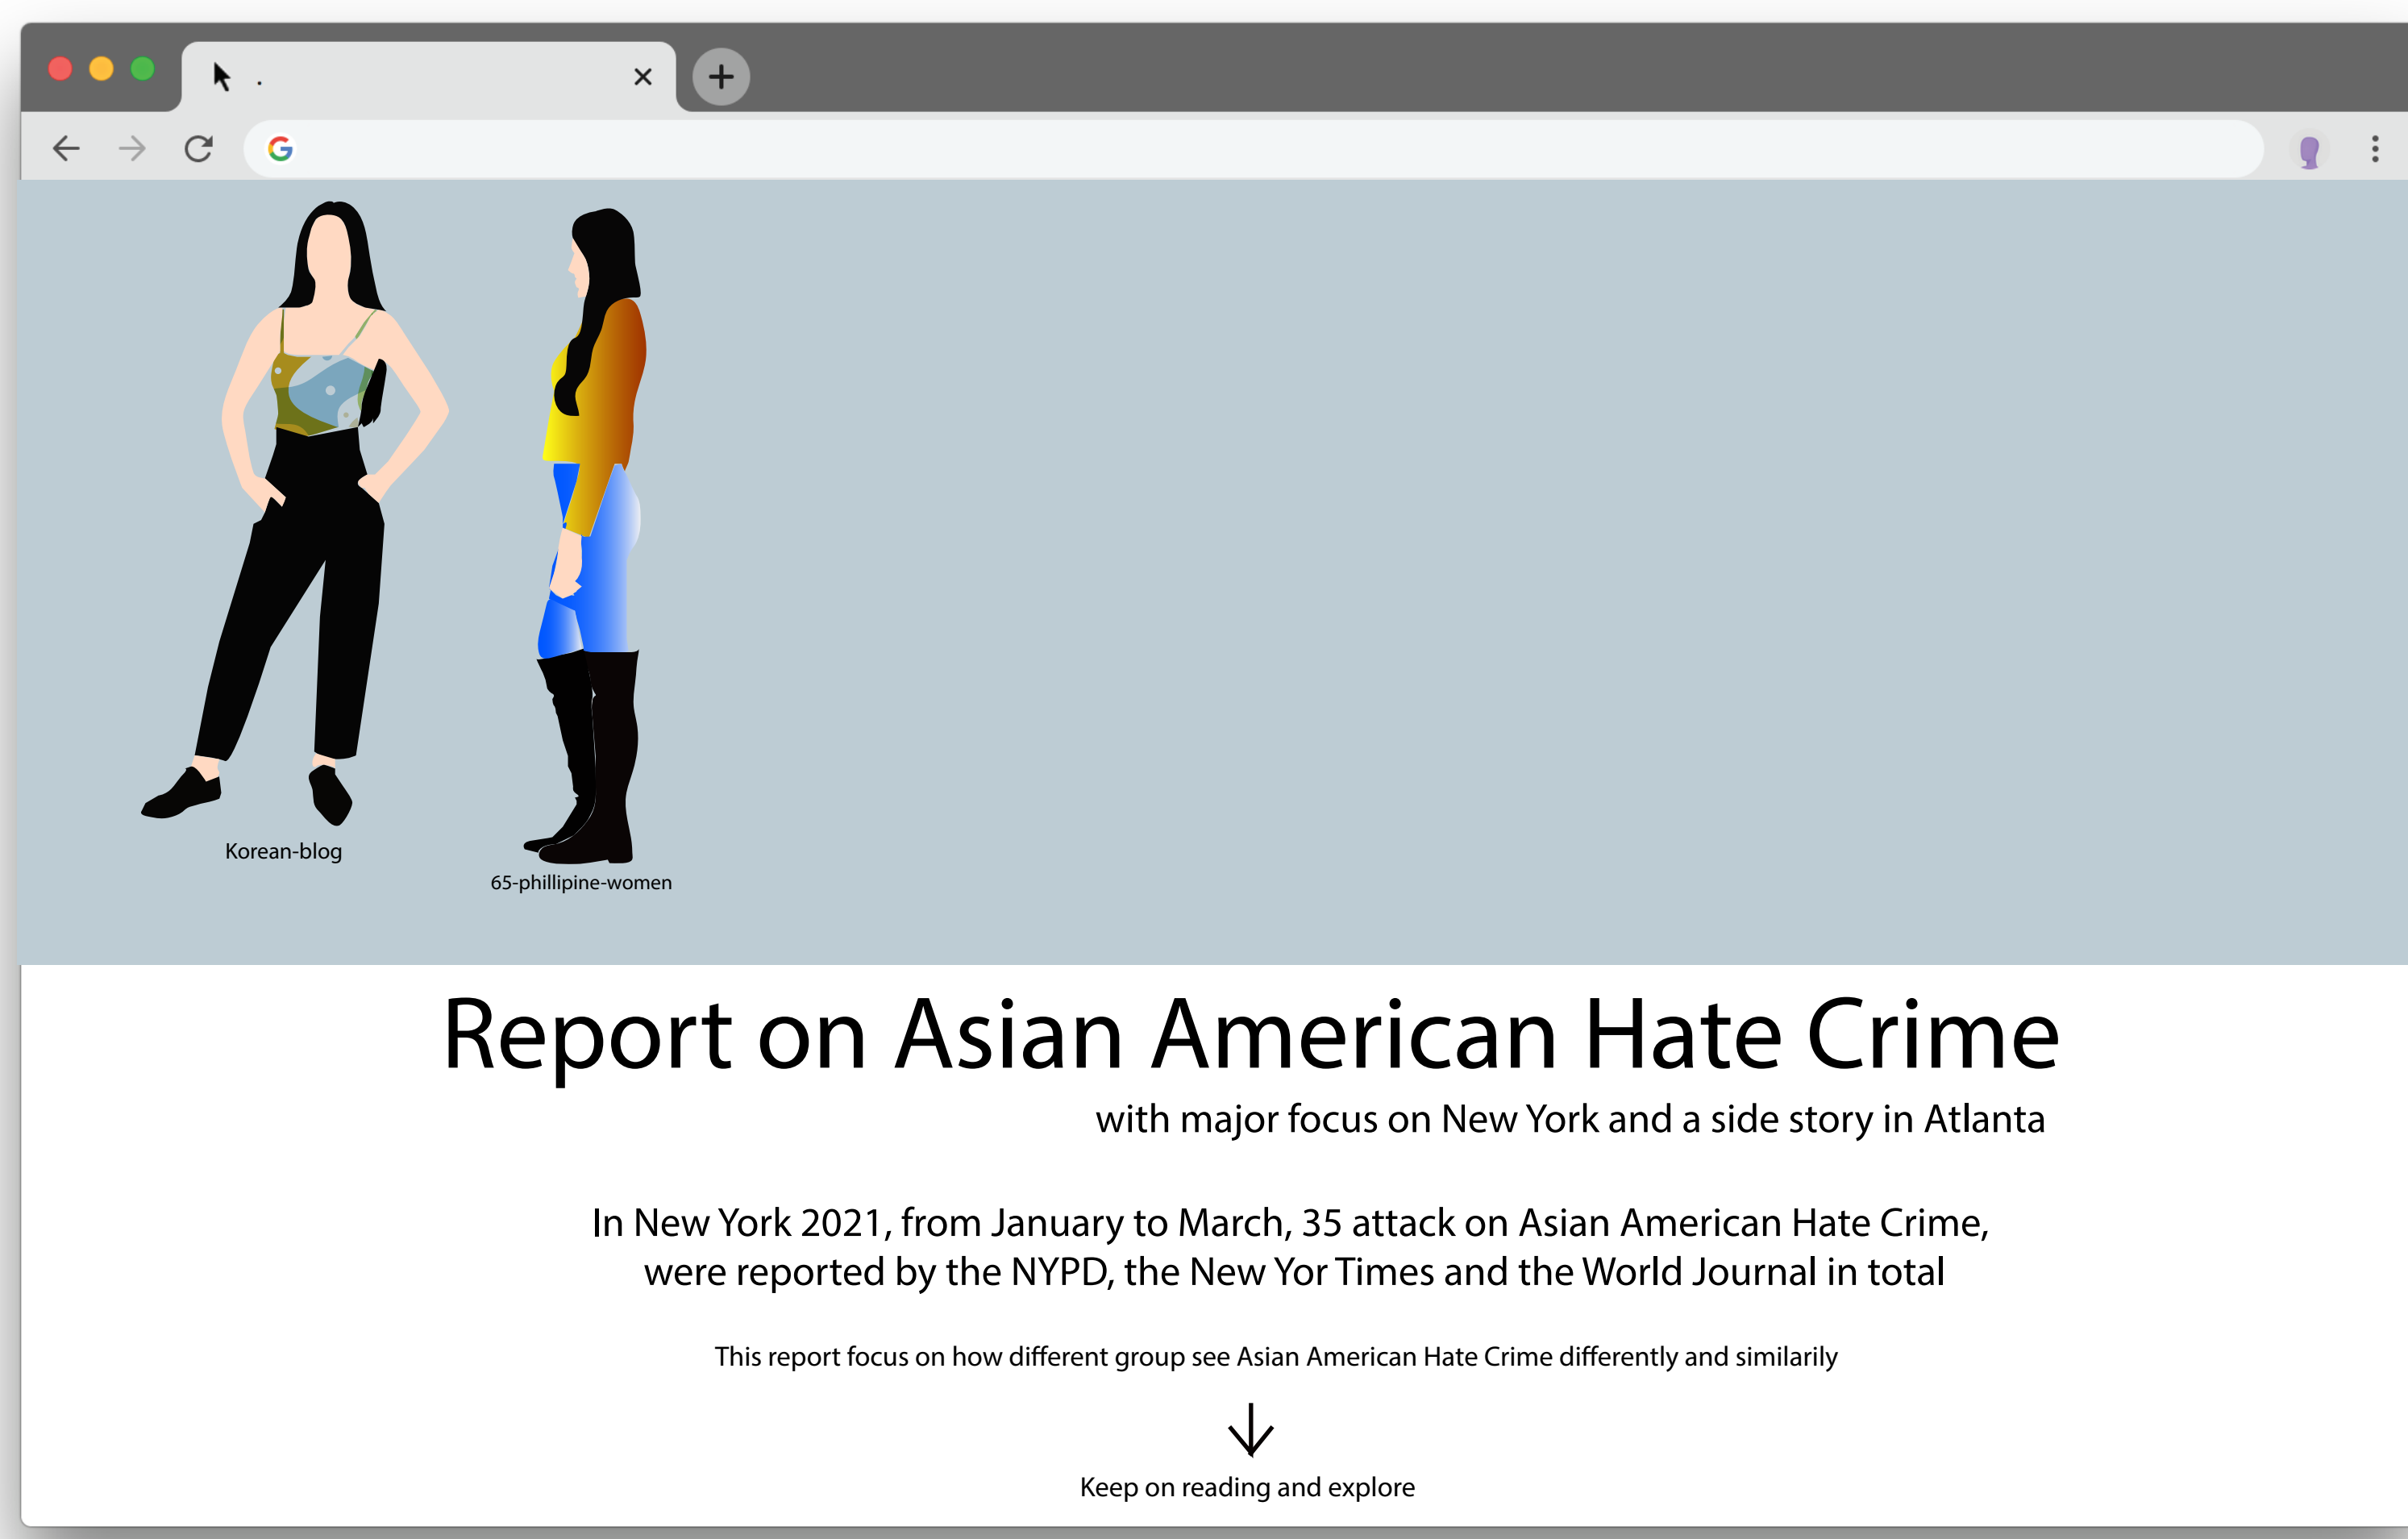 .
Korean-blog
65-phillipine-women
Report on Asian American Hate Crime
with major focus on New York and a side story in Atlanta
In New York 2021, from January to March, 35 attack on Asian American Hate Crime,
were reported by the NYPD, the New Yor Times and the World Journal in total
This report focus on how different group see Asian American Hate Crime differently and similarily
Keep on reading and explore